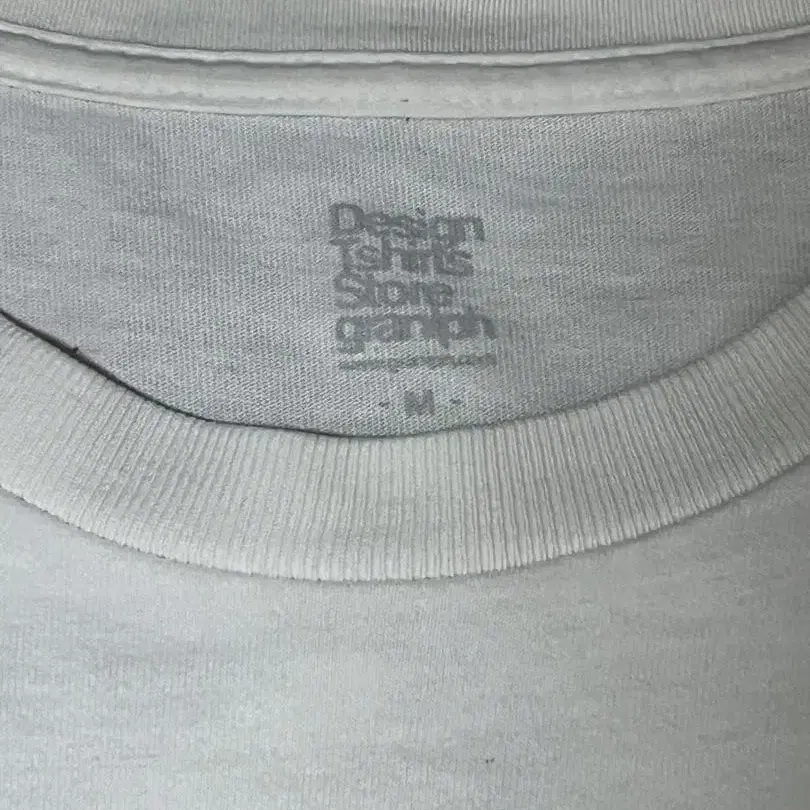 Design
Tshirts
Store
graniph
- M -